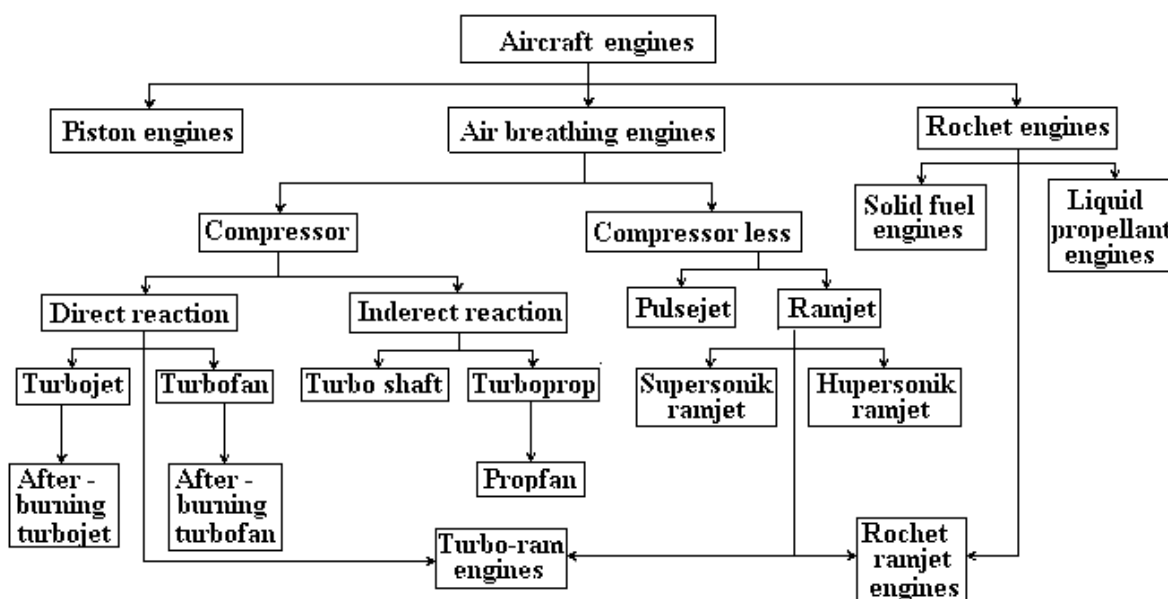 Aircraft engines
Piston engines
Air breathing engines
Rochet engines
Solid fuel
engines
Liquid
propellant
engines
Compressor
Compressor less
Direct reaction
Inderect reaction
Pulsejet
Ramjet
Turbojet
Turbofan
Turbo shaft
Turboprop
Supersonik
ramjet
Hupersonik
ramjet
After -
burning
turbojet
After -
burning
turbofan
Propfan
Turbo-ram
engines
Rochet
ramjet
engines